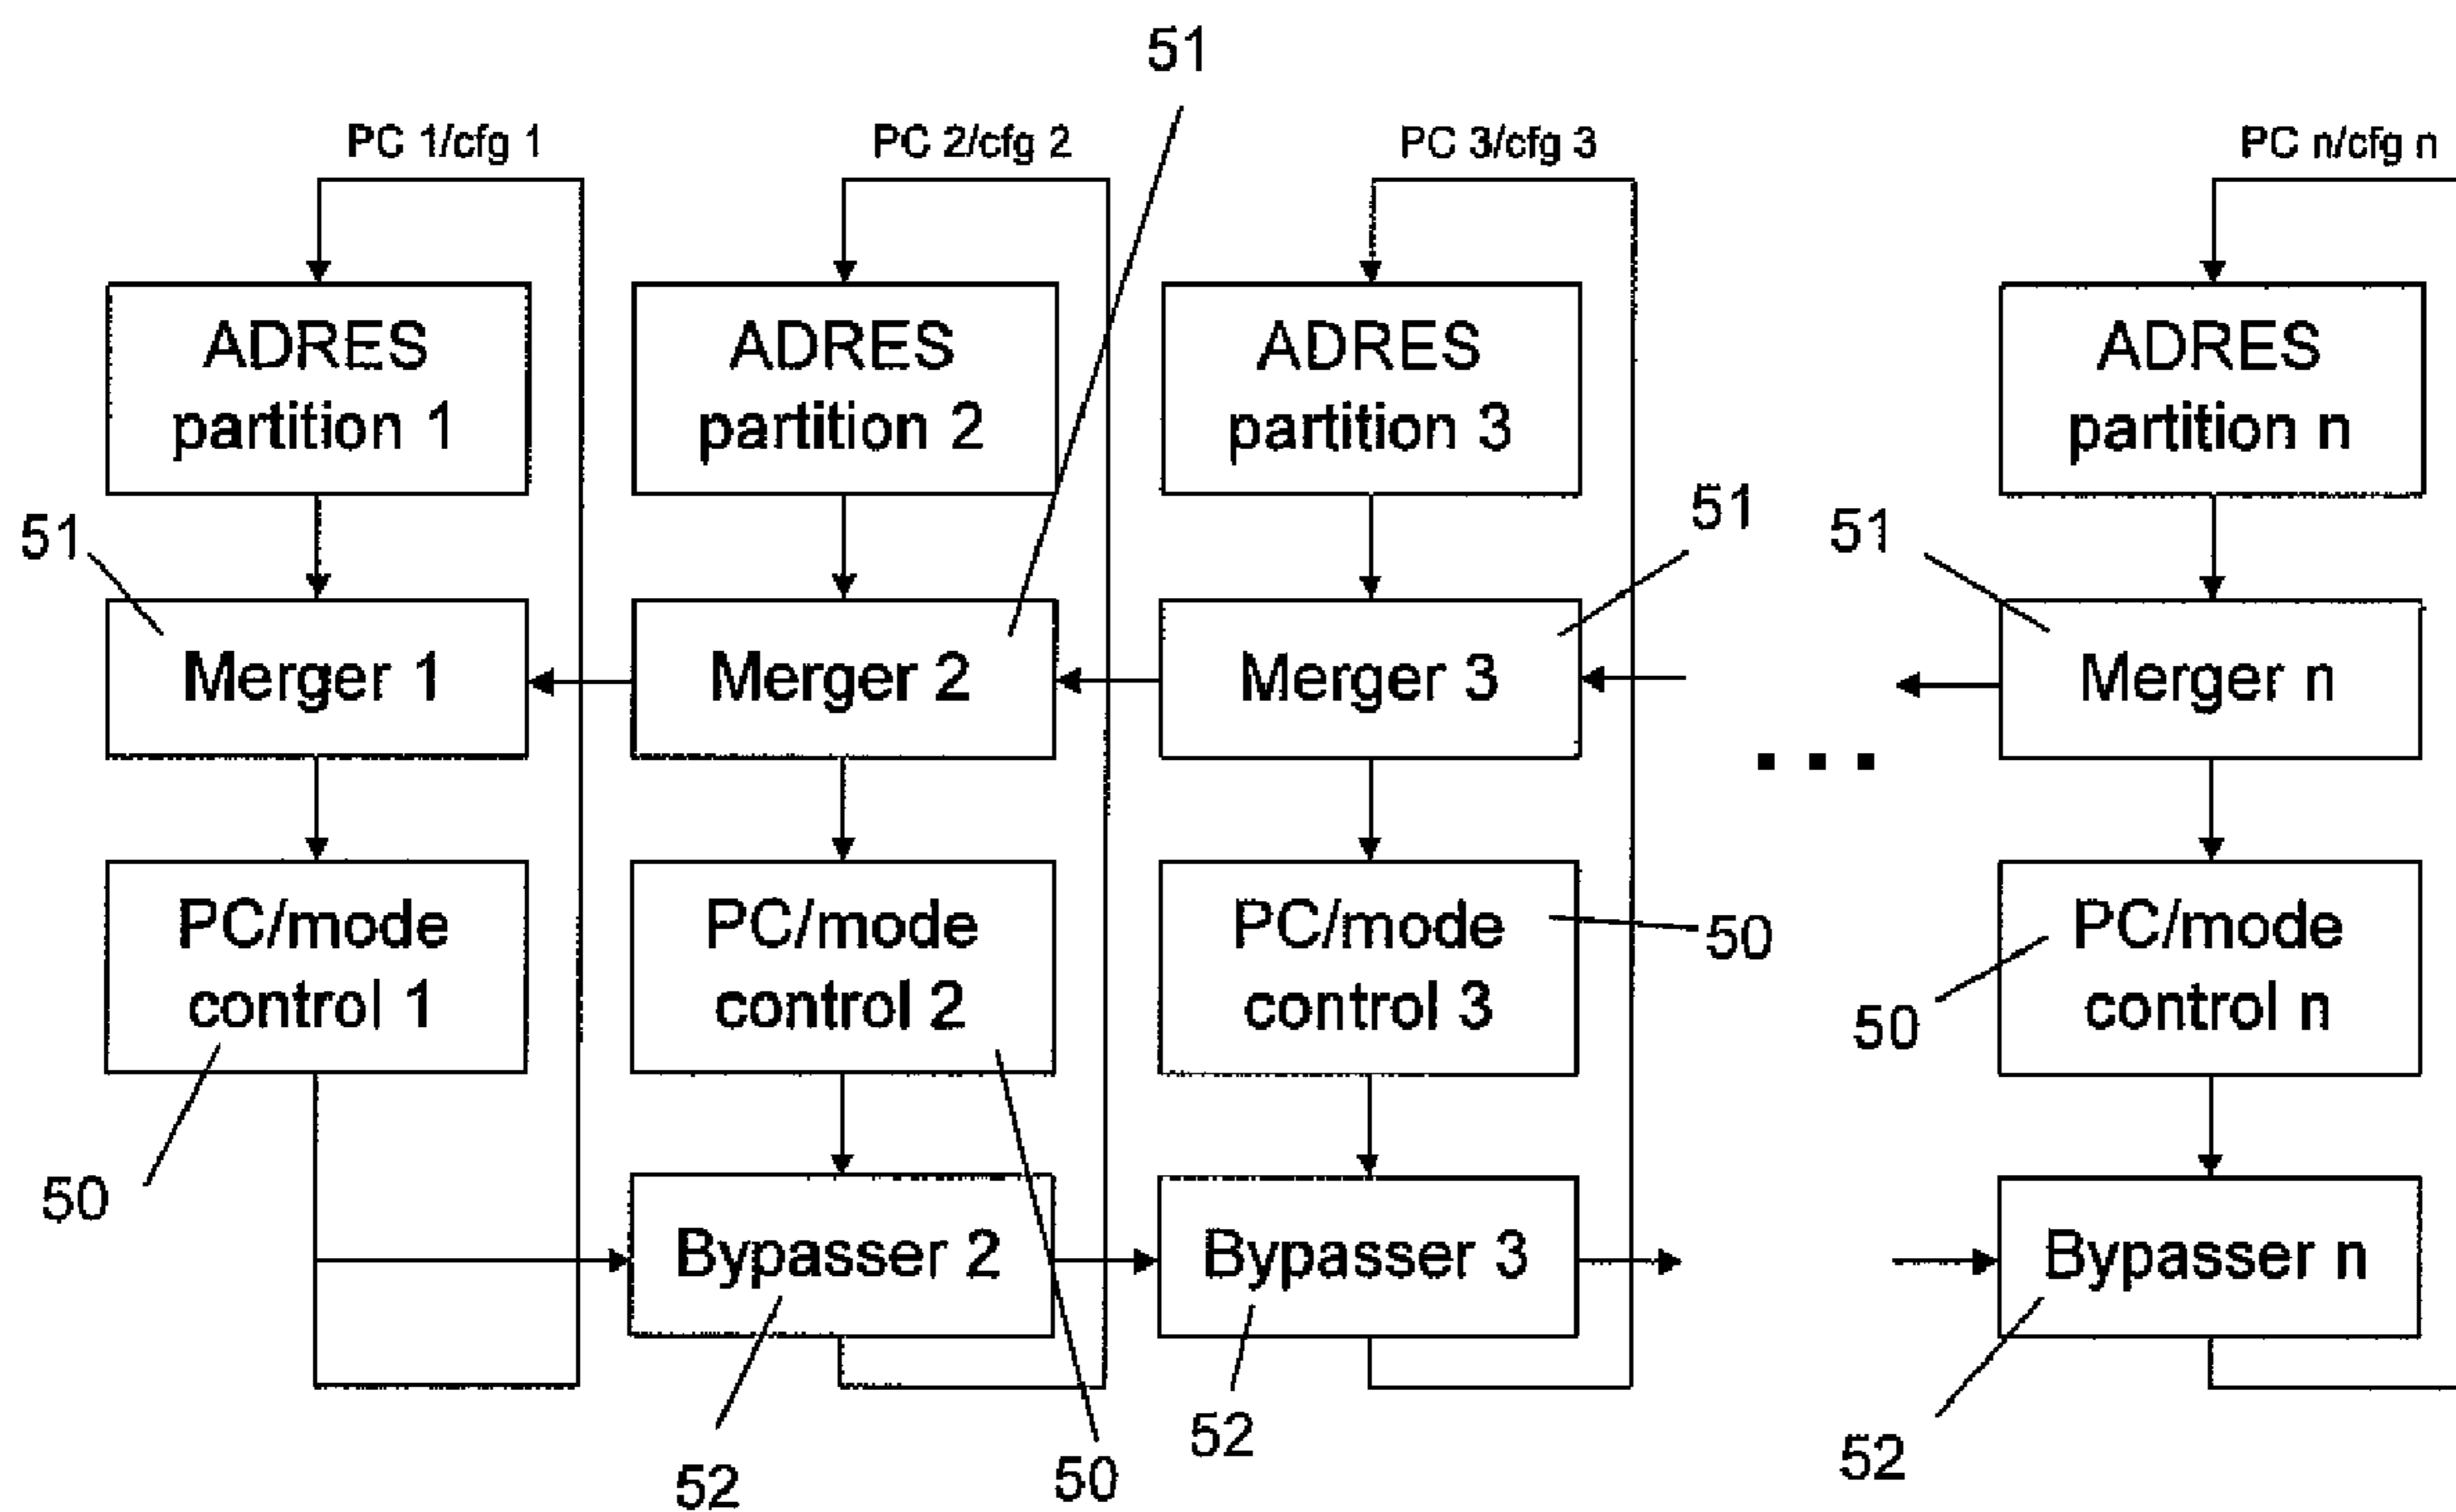 51
PC 1/cfg 1
PC 2/cfg 2
PC 3/cfg 3
PC n/cfg n
ADRES
partition 1
ADRES
partition 2
ADRES
partition 3
ADRES
partition n
51
51
51
Merger 1
Merger 2
Merger 3
Merger n
...
PC/mode
control 1
PC/mode
control 2
PC/mode
control 3
PC/mode
control n
50
50
50
Bypasser 2
Bypasser 3
Bypasser n
52
50
52
52